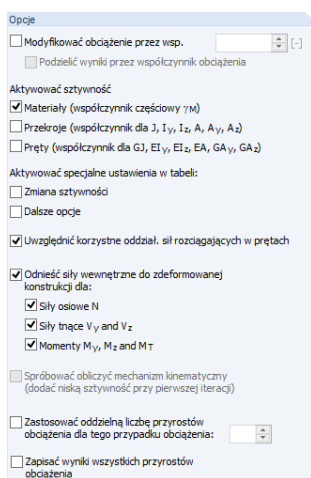 Opcje
Modyfikować obciążenie przez wsp.
[-]
Podzielić wyniki przez współczynnik obciążenia
Aktywować sztywność
Materiały (współczynnik częściowy γM)
Przekroje (współczynnik dla J, Iy, Iz, A, Ay, Az)
Pręty (współczynnik dla GJ, EIy, EIz, EA, GAy, GAz)
Aktywować specjalne ustawienia w tabeli:
Zmiana sztywności
Dalsze opcje
Uwzględnić korzystne oddział. sił rozciągających w prętach
Odnieść siły wewnętrzne do zdeformowanej
konstrukcji dla:
Siły osiowe N
Siły tnące Vy and Vz
Momenty My, Mz and MT
Spróbować obliczyć mechanizm kinematyczny
(dodać niską sztywność przy pierwszej iteracji)
Zastosować oddzielną liczbę przyrostów
obciążenia dla tego przypadku obciążenia:
Zapisać wyniki wszystkich przyrostów
obciążenia